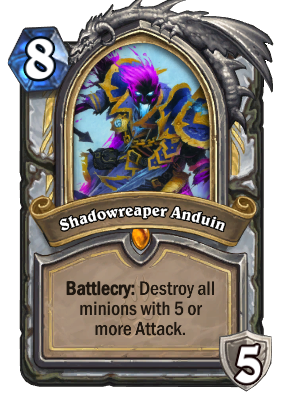 8
Shadowreaper Anduin
Battlecry: Destroy all
minions with 5 or
more Attack.
5